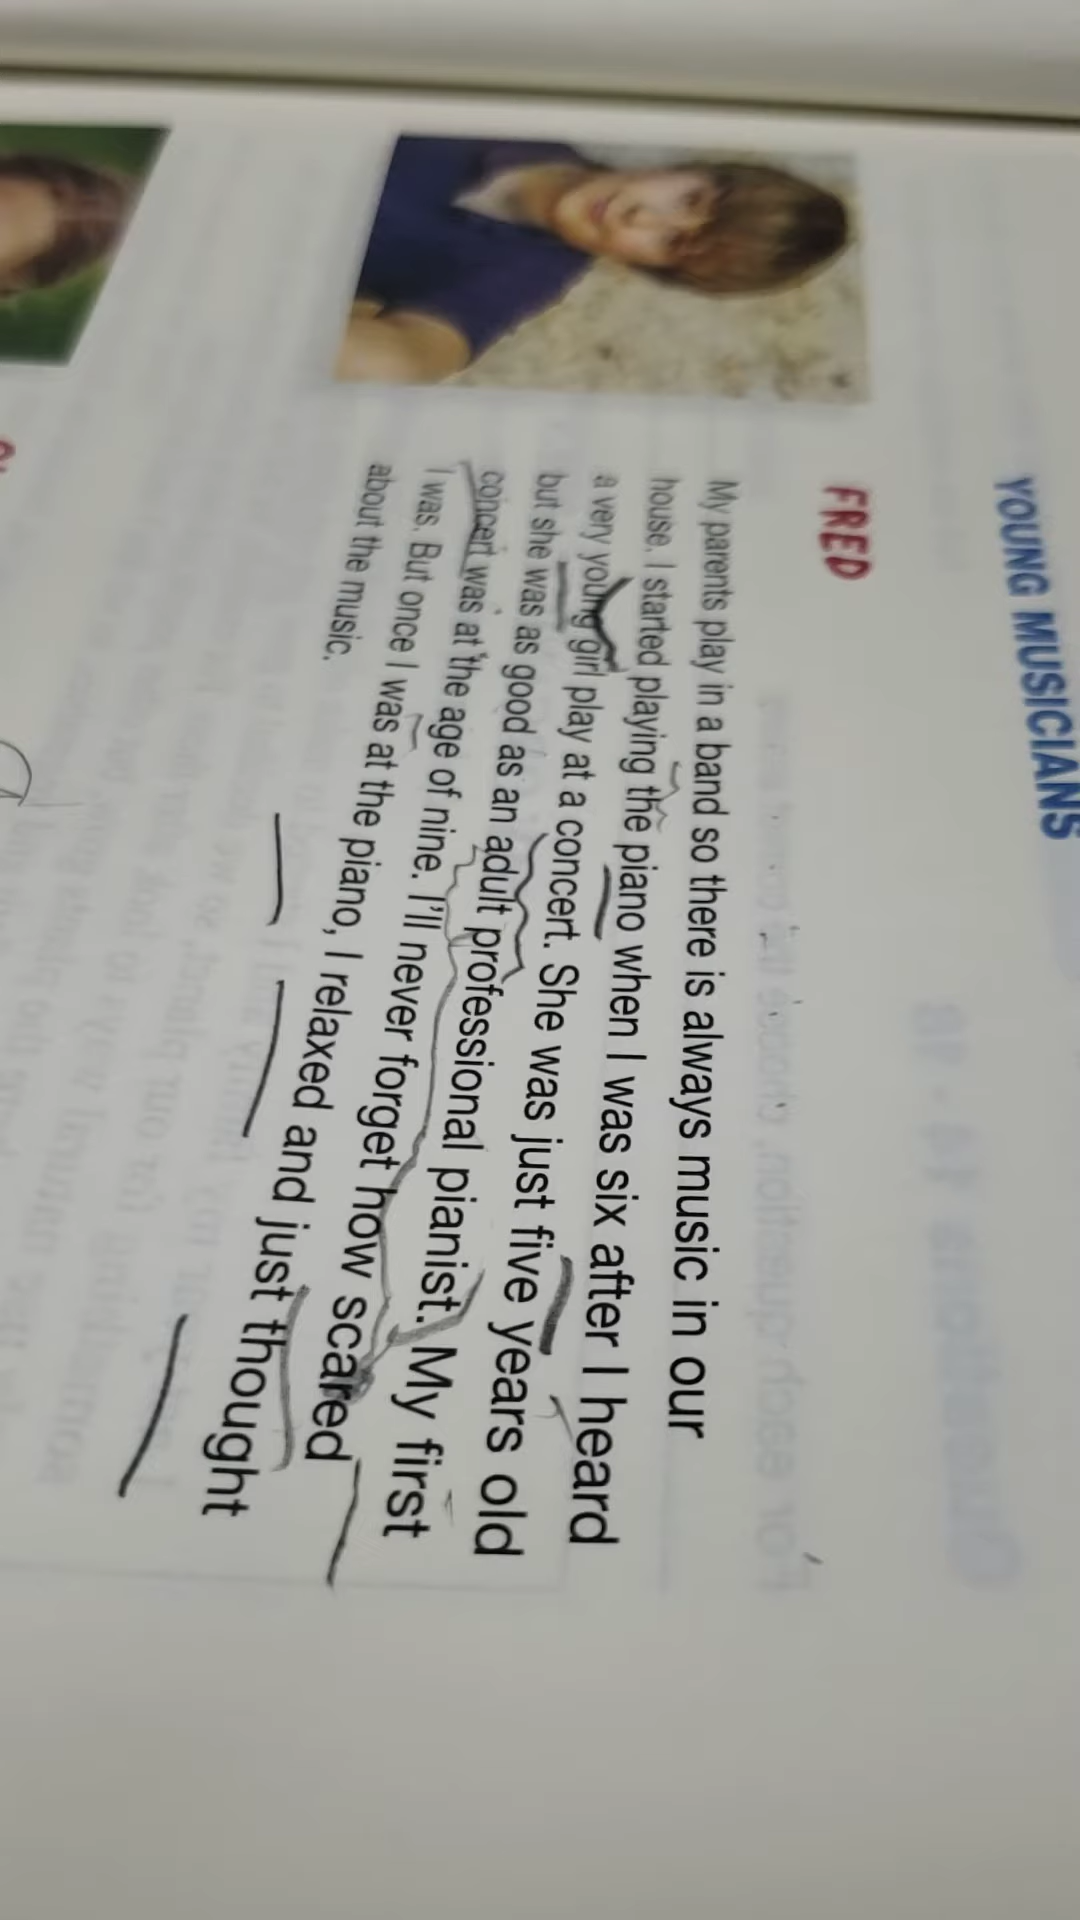 YOUNG MUSICIANS
FRED
My parents play in a band so there is always music in our
house. I started playing the piano when I was six after I heard
a very young girl play at a concert. She was just five years old
but she was as good as an adult professional pianist. My first
concert was at the age of nine. I'll never forget how scared
I was. But once I was at the piano, I relaxed and just thought
about the music.